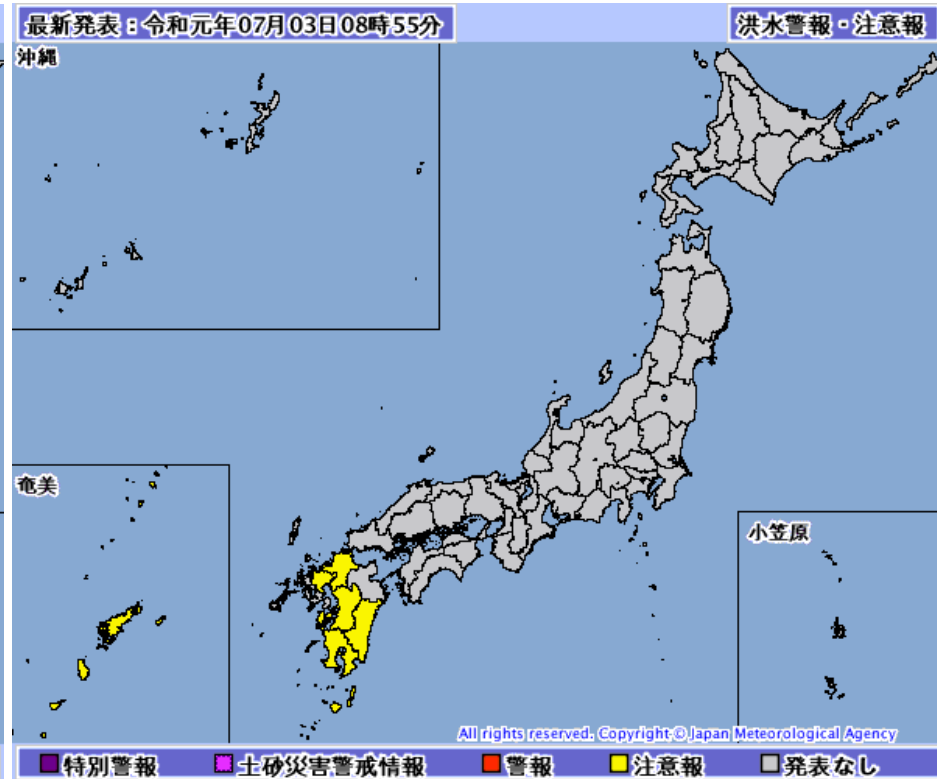 最新発表：令和元年07月03日08時55分
洪水警報・注意報
沖縄
奄美
小笠原
All rights reserved. Copyright © Japan Meteorological Agency
特別警報
土砂災害警戒情報
警報
注意報
発表なし